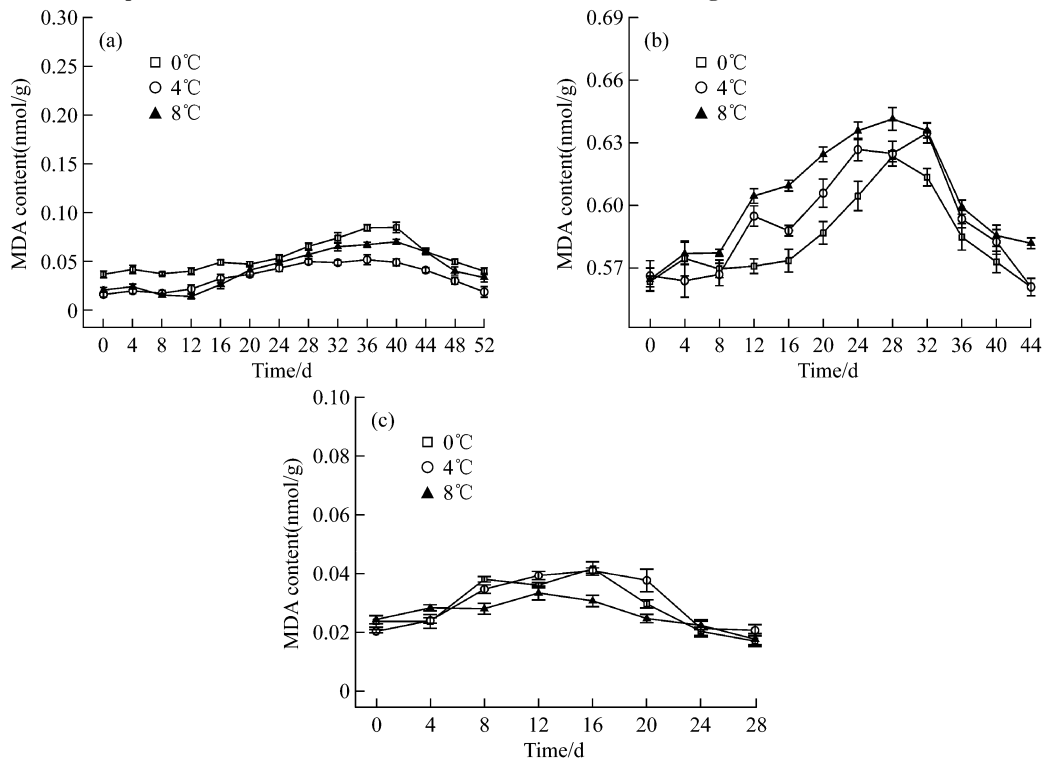 (a)
0℃
4℃
8℃
MDA content(nmol/g)
0.30
0.25
0.20
0.15
0.10
0.05
0
0 4 8 12 16 20 24 28 32 36 40 44 48 52
Time/d
(b)
0℃
4℃
8℃
MDA content(nmol/g)
0.69
0.66
0.63
0.60
0.57
0 4 8 12 16 20 24 28 32 36 40 44
Time/d
(c)
0℃
4℃
8℃
MDA content(nmol/g)
0.10
0.08
0.06
0.04
0.02
0
0 4 8 12 16 20 24 28
Time/d